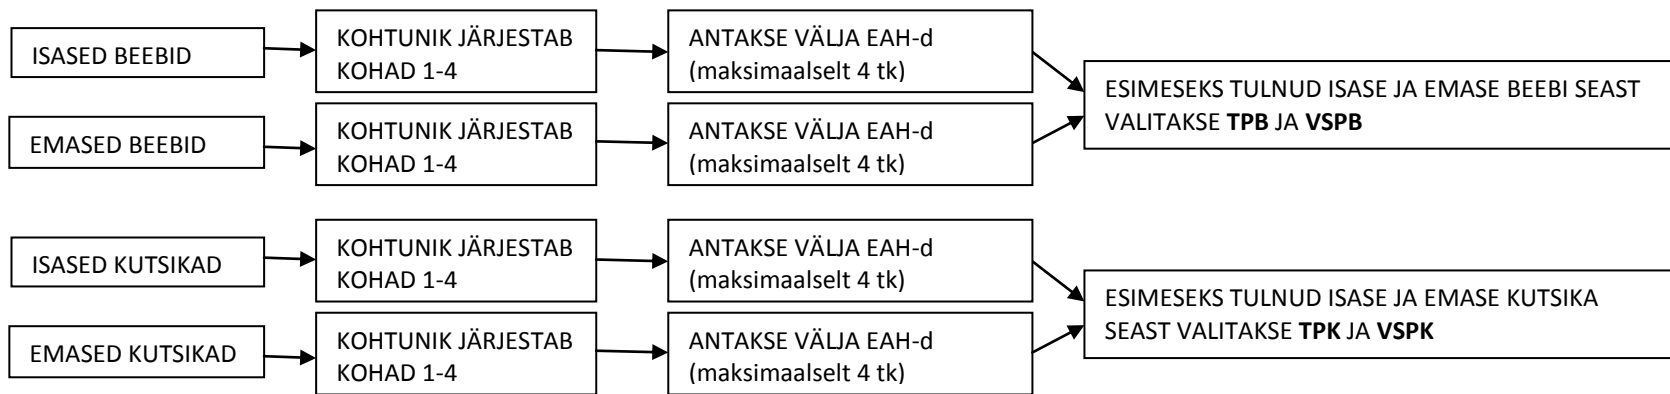 ISASED BEEBID
KOHTUNIK JÄRJESTAB
KOHAD 1-4
ANTAKSE VÄLJA EAH-d
(maksimaalselt 4 tk)
EMASED BEEBID
KOHTUNIK JÄRJESTAB
KOHAD 1-4
ANTAKSE VÄLJA EAH-d
(maksimaalselt 4 tk)
ESIMESEKS TULNUD ISASE JA EMASE BEEBI SEAST
VALITAKSE TPB JA VSPB
ISASED KUTSIKAD
KOHTUNIK JÄRJESTAB
KOHAD 1-4
ANTAKSE VÄLJA EAH-d
(maksimaalselt 4 tk)
EMASED KUTSIKAD
KOHTUNIK JÄRJESTAB
KOHAD 1-4
ANTAKSE VÄLJA EAH-d
(maksimaalselt 4 tk)
ESIMESEKS TULNUD ISASE JA EMASE KUTSIKA
SEAST VALITAKSE TPK JA VSPK